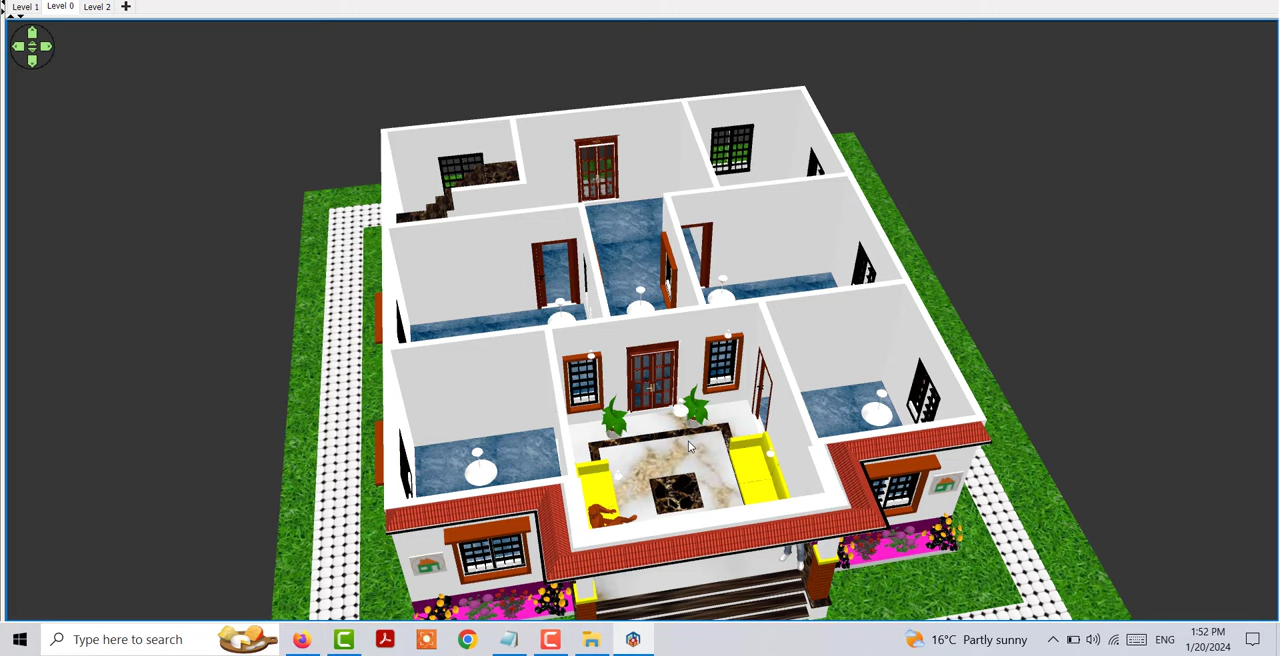 Level 1
Level 0
Level 2
Type here to search
16°C Partly sunny
ENG
1:52 PM
1/20/2024